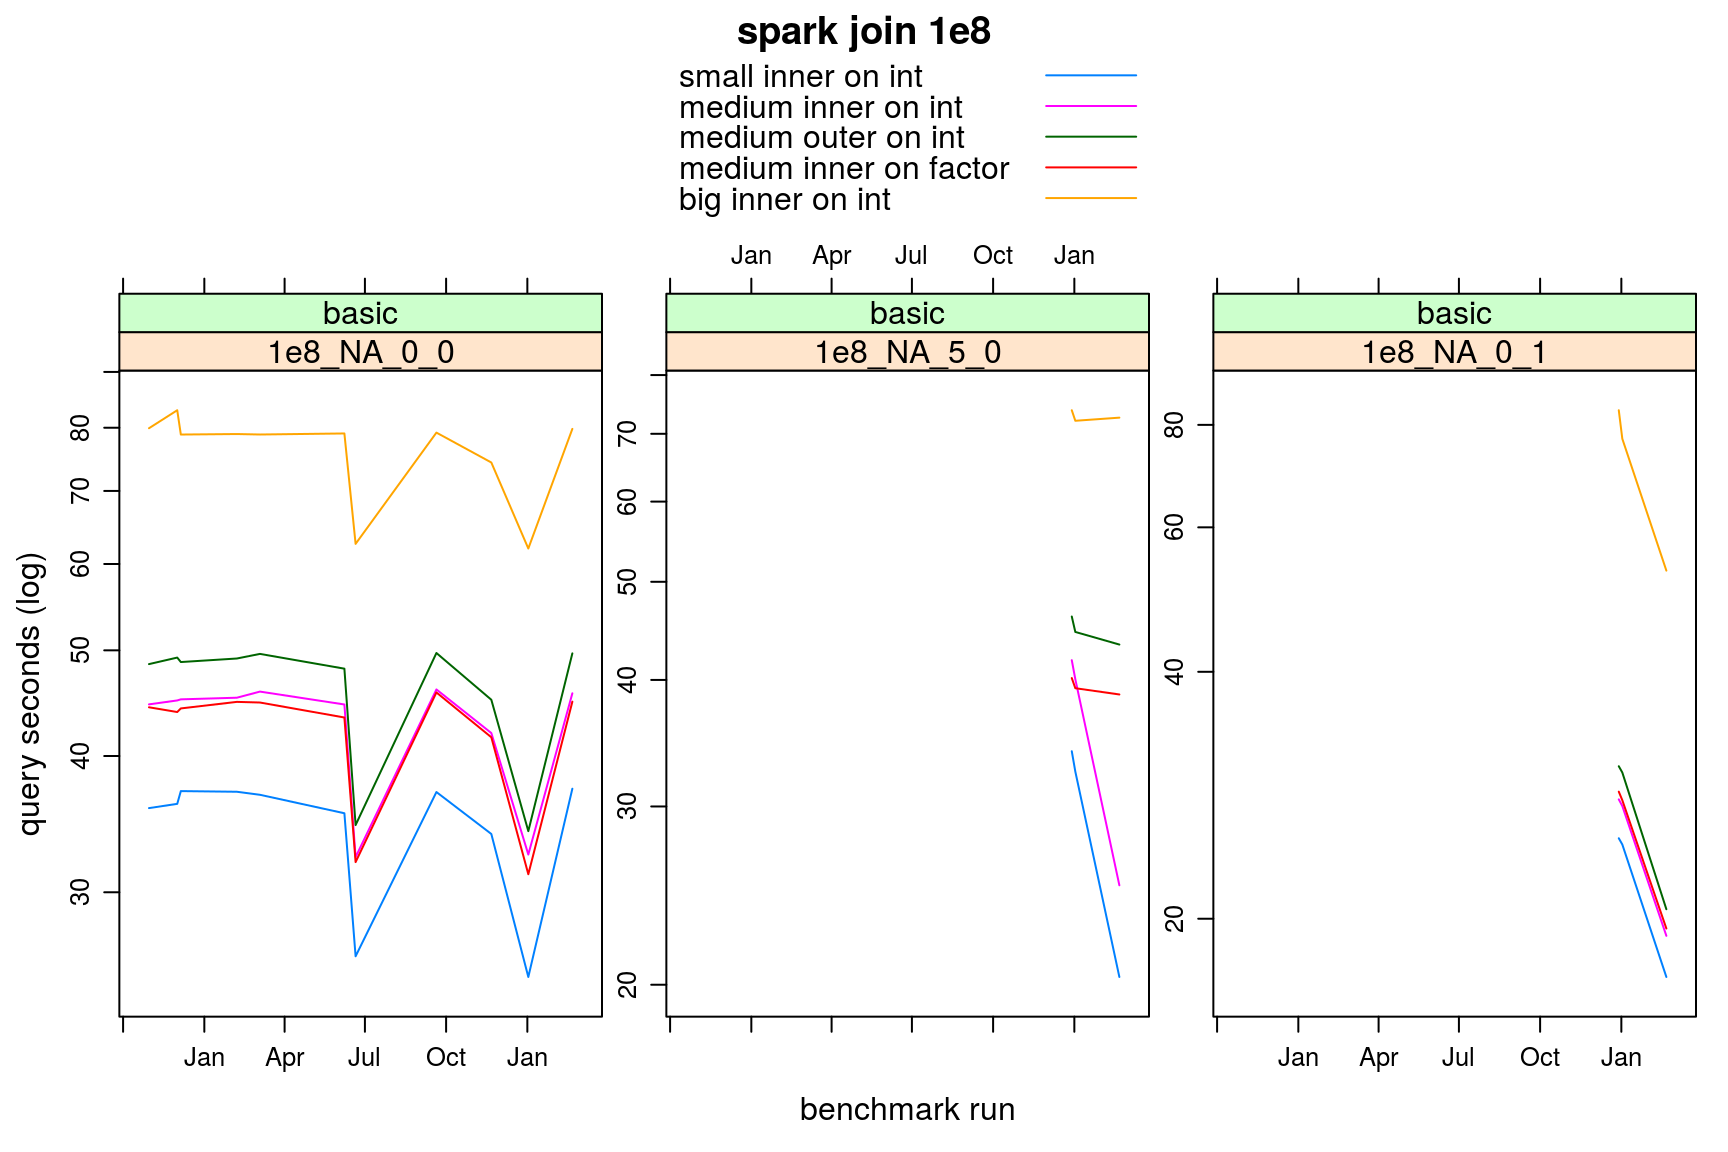 spark join 1e8
small inner on int
medium inner on int
medium outer on int
medium inner on factor
big inner on int
Jan Apr Jul Oct Jan
basic basic basic
1e8_NA_0_0 1e8_NA_5_0 1e8_NA_0_1
query seconds (log)
80
70
60
50
40
30
70
60
50
40
30
20
80
60
40
20
Jan Apr Jul Oct Jan
Jan Apr Jul Oct Jan
benchmark run